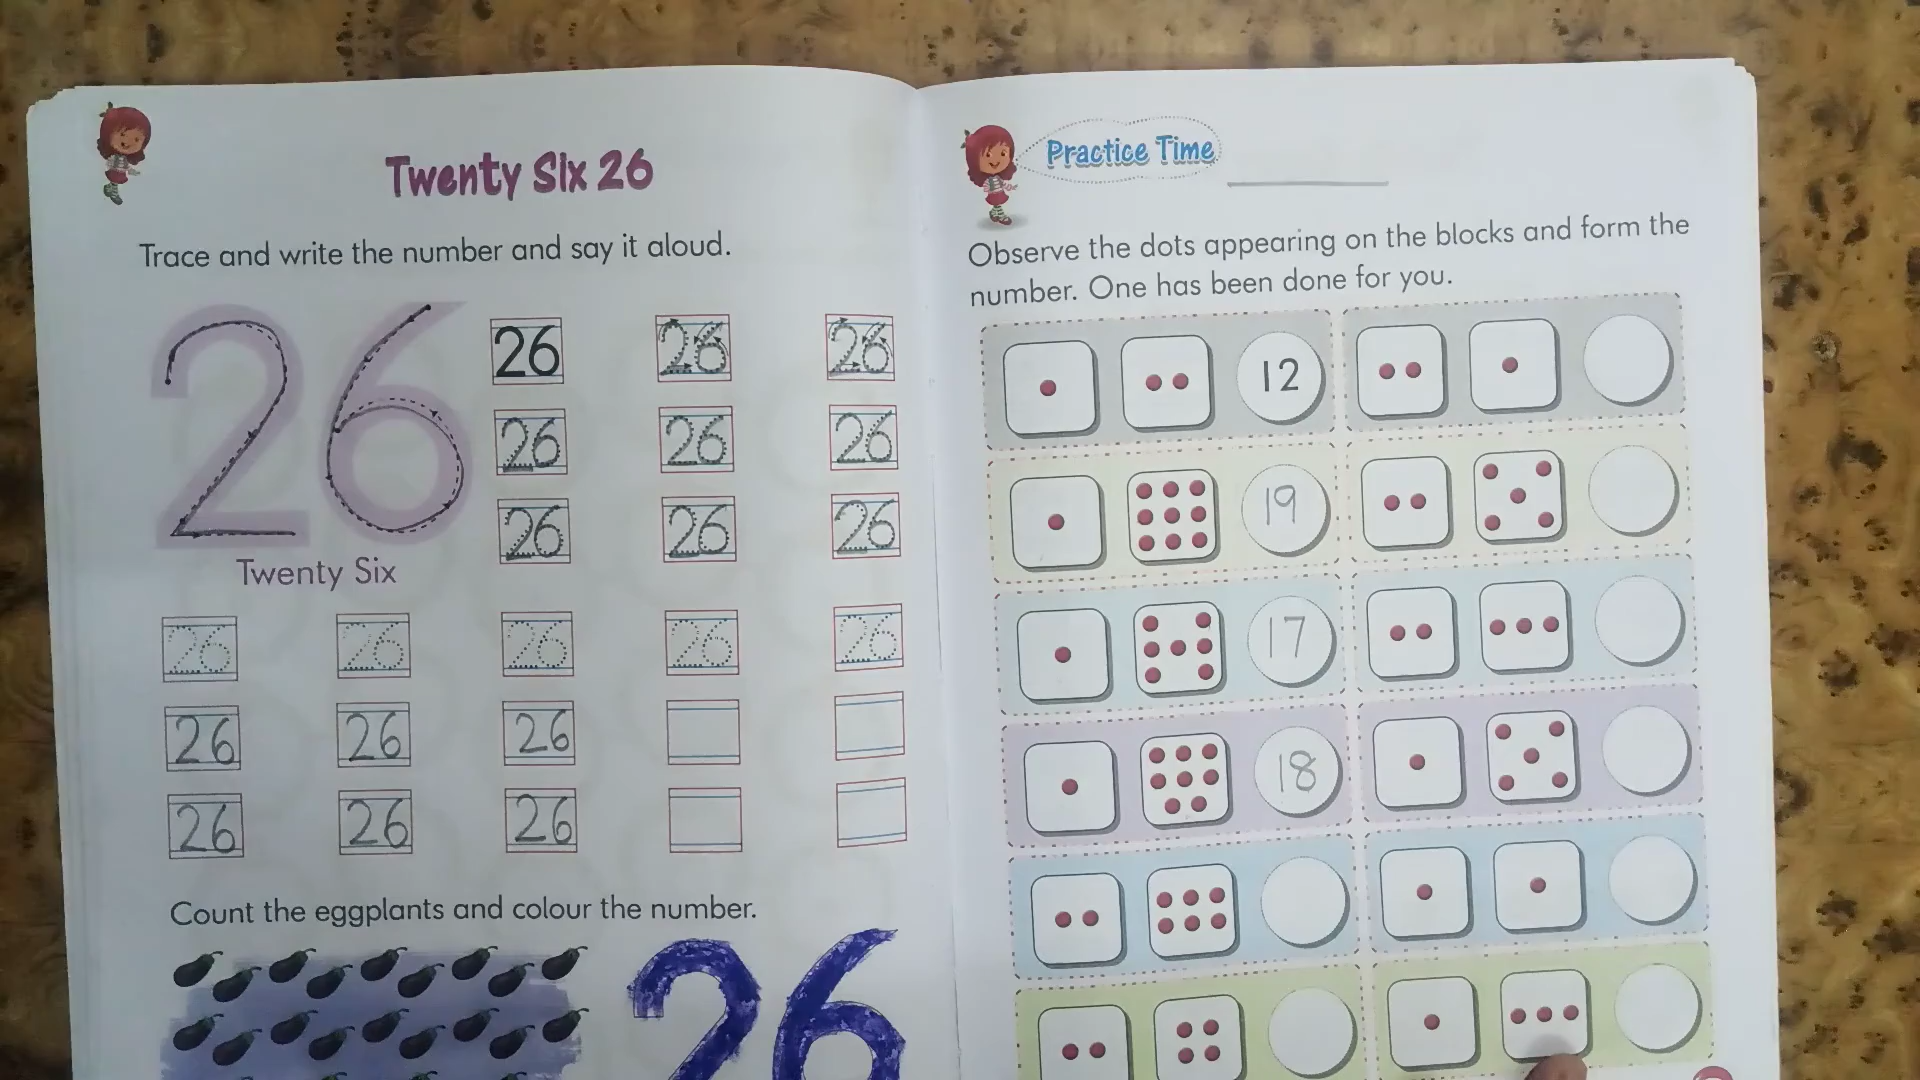 Twenty Six 26
Trace and write the number and say it aloud.
26
Twenty Six
26 26 26
26 26 26
26 26 26
26 26 26 26 26
26 26 26
26 26 26
Count the eggplants and colour the number.
26
Practice Time
Observe the dots appearing on the blocks and form the
number. One has been done for you.
12
19
17
18